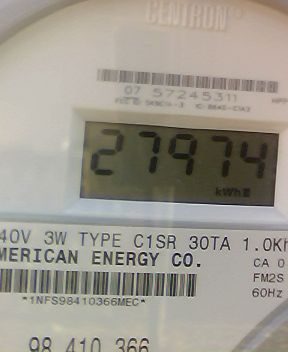 CENTRON®
07 57245311
27974
kWh
40V 3W TYPE C1SR 30TA 1.0Kh
MERICAN ENERGY CO.
CA 0
FM2S
60Hz
*1NFS98410366MEC*
98 410 366